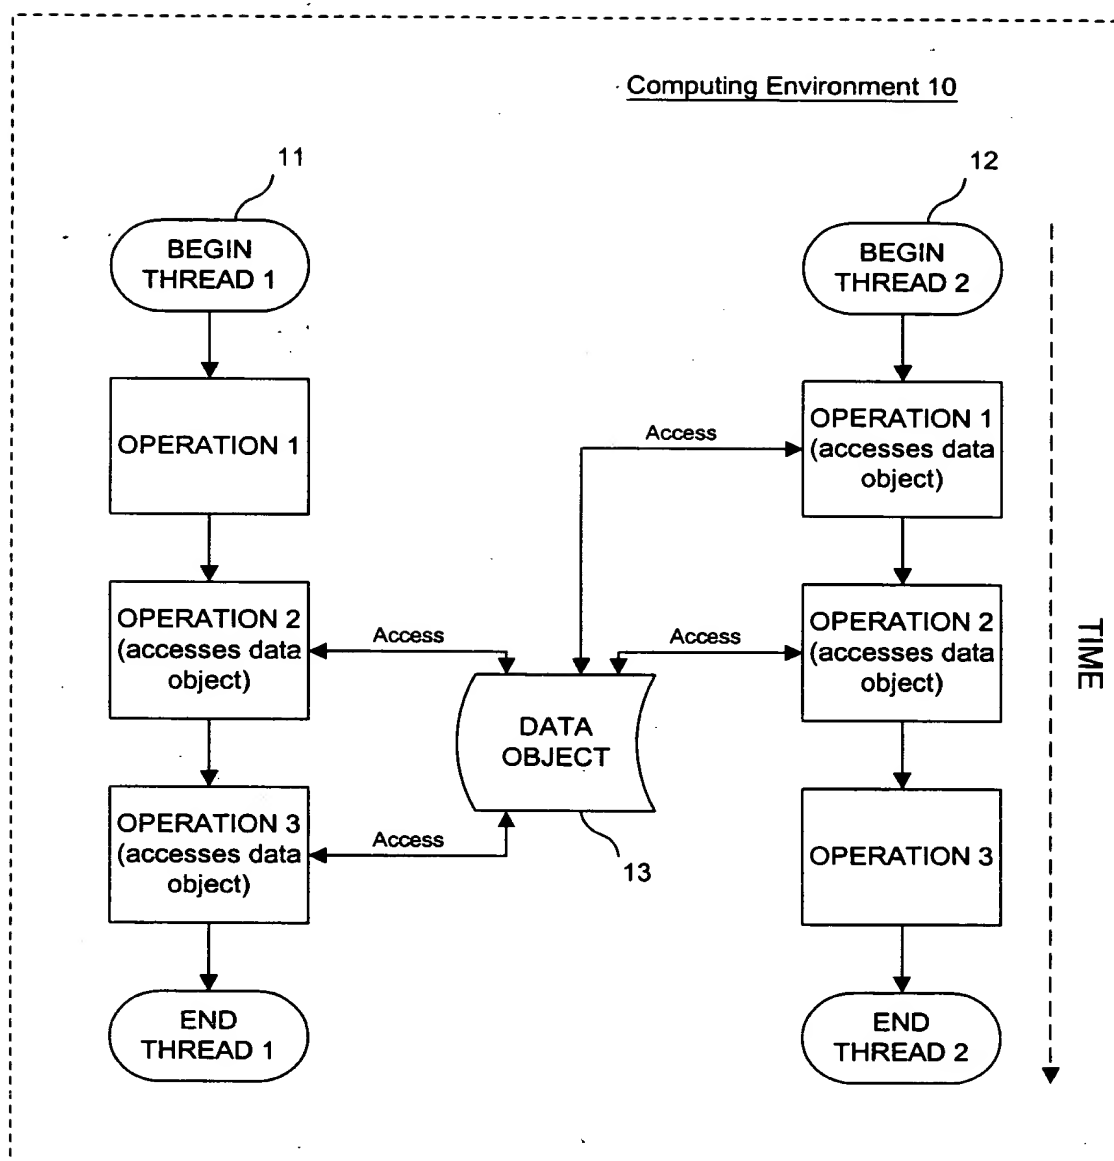 Computing Environment 10
11
12
BEGIN
THREAD 1
BEGIN
THREAD 2
OPERATION 1
Access
OPERATION 1
(accesses data
object)
OPERATION 2
(accesses data
object)
Access
Access
OPERATION 2
(accesses data
object)
TIME
DATA
OBJECT
OPERATION 3
(accesses data
object)
Access
13
OPERATION 3
END
THREAD 1
END
THREAD 2